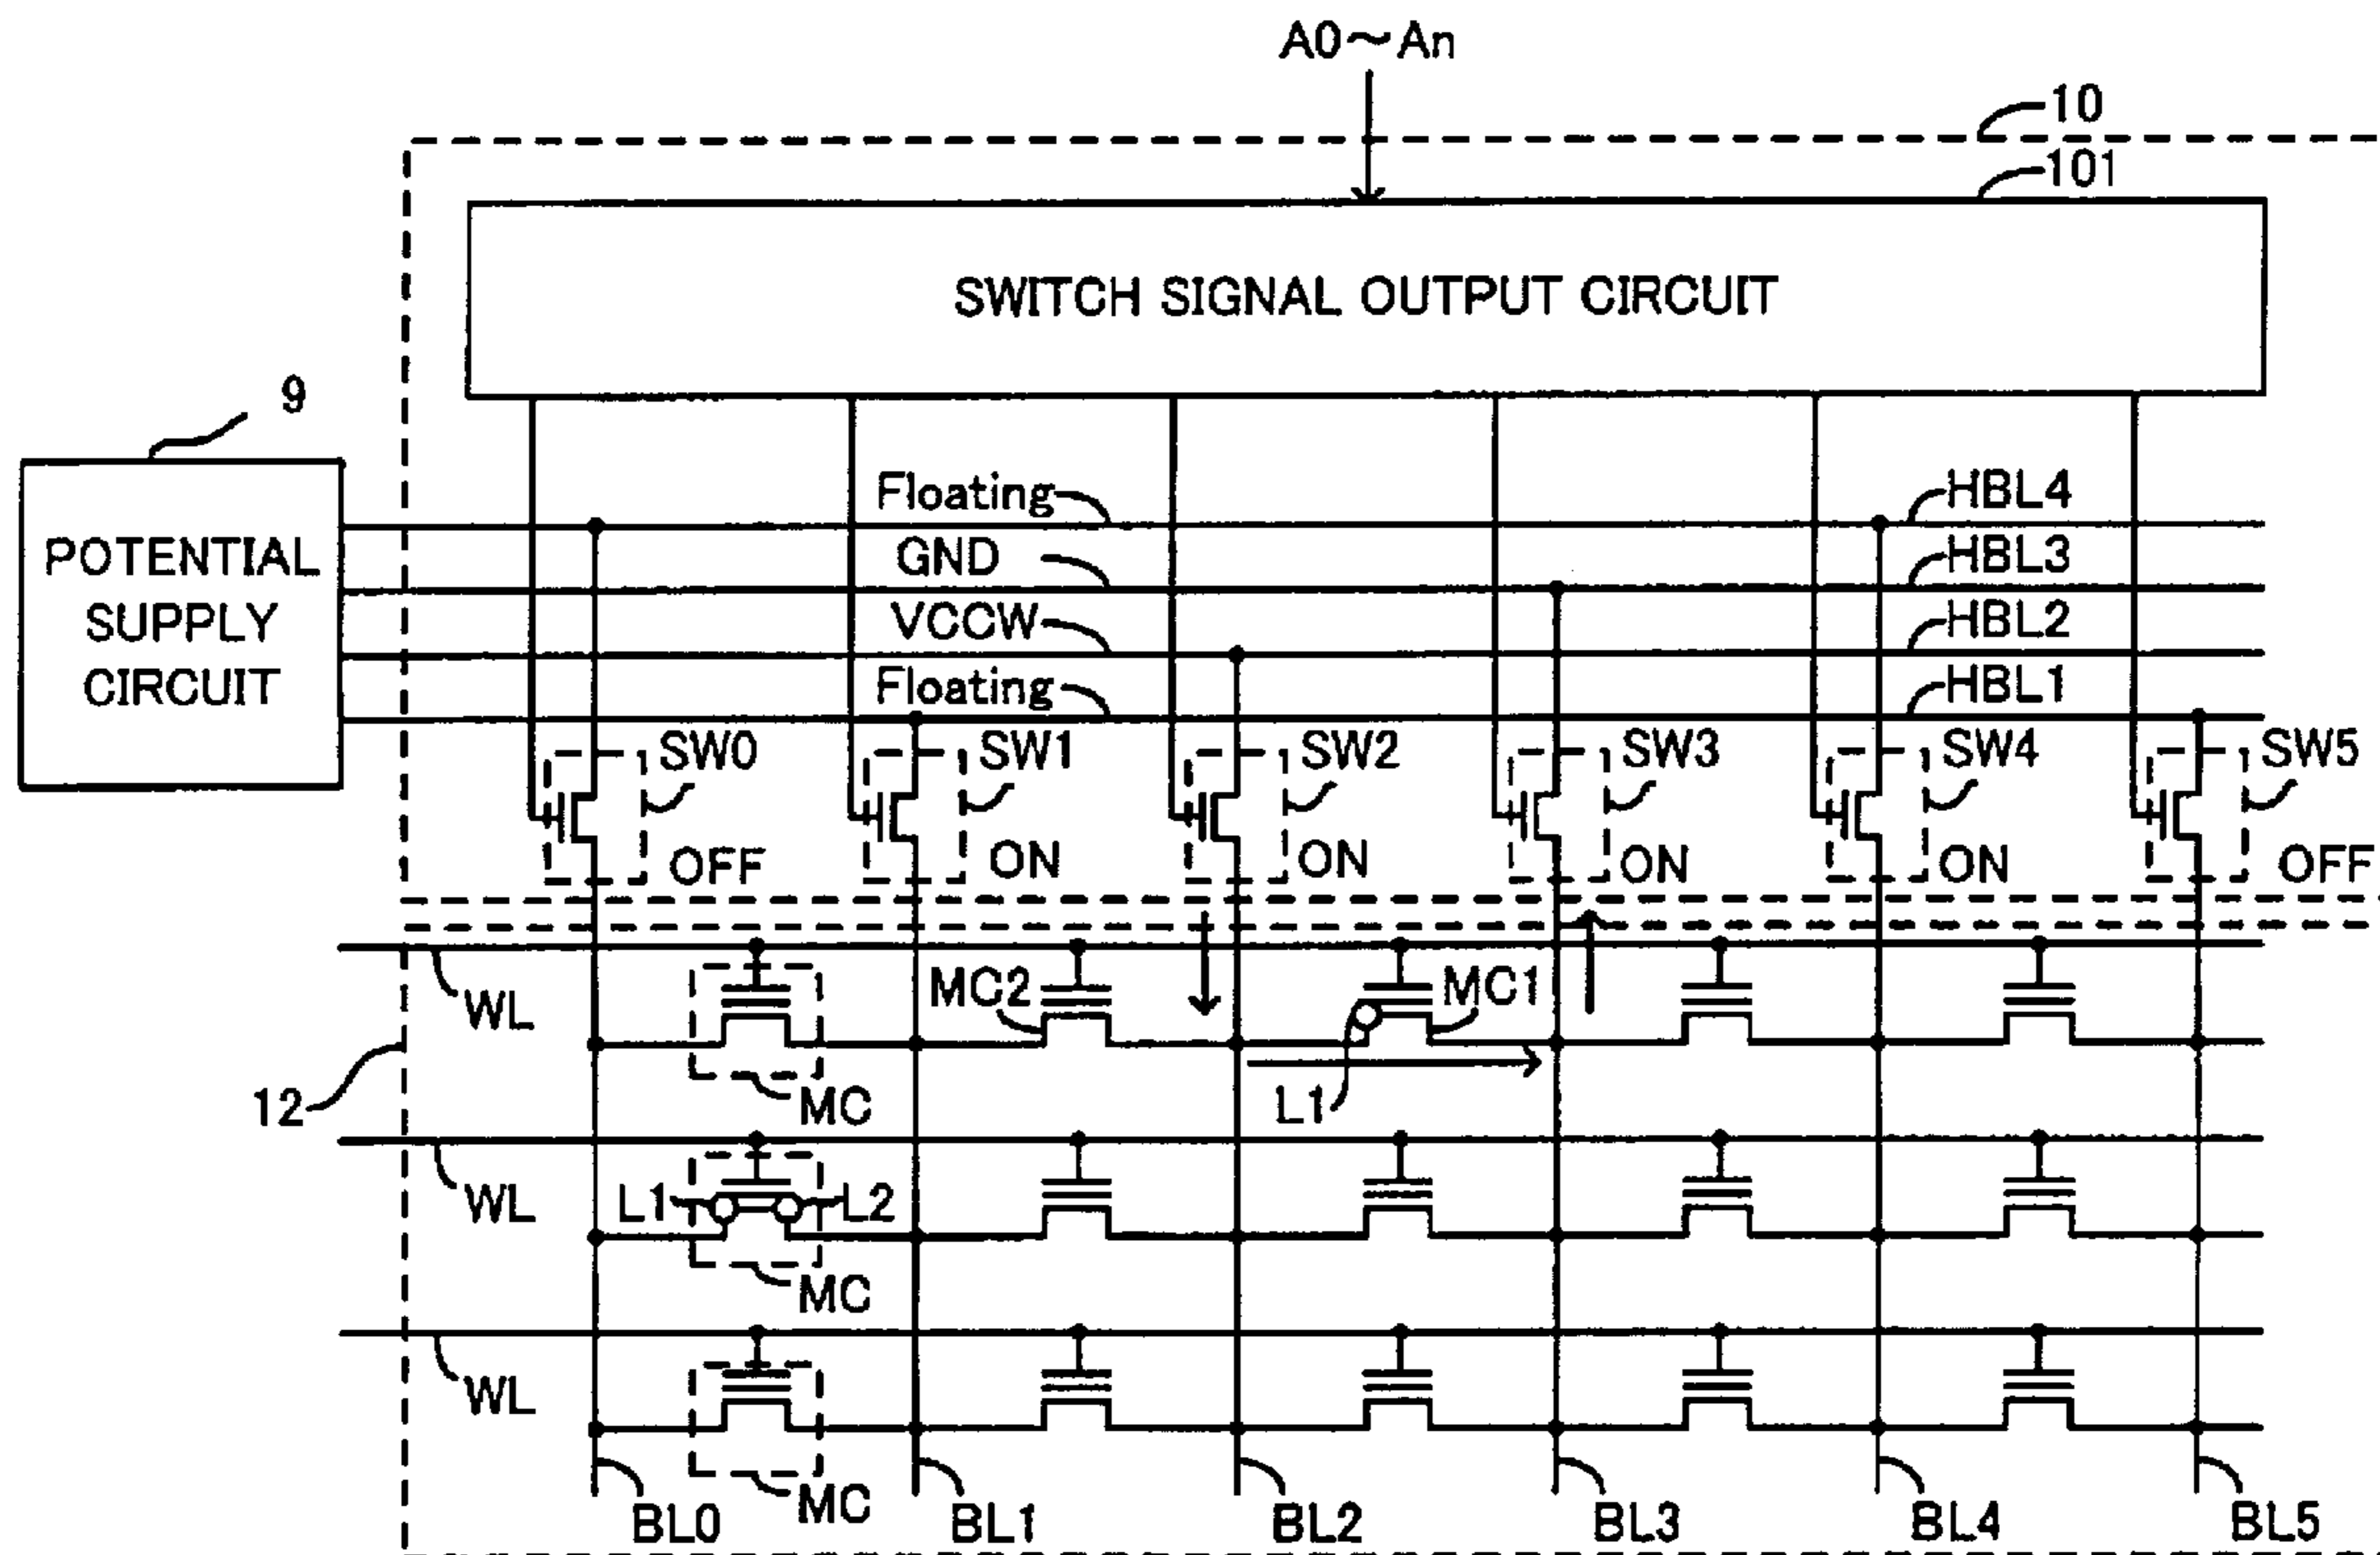 A0～An
10
101
SWITCH SIGNAL OUTPUT CIRCUIT
9
POTENTIAL
SUPPLY
CIRCUIT
Floating
HBL4
GND
HBL3
VCCW
HBL2
Floating
HBL1
SW0
SW1
SW2
SW3
SW4
SW5
OFF
ON
ON
ON
ON
OFF
WL
MC2
MC1
12
MC
L1
WL
L1
L2
MC
WL
MC
BL0
BL1
BL2
BL3
BL4
BL5